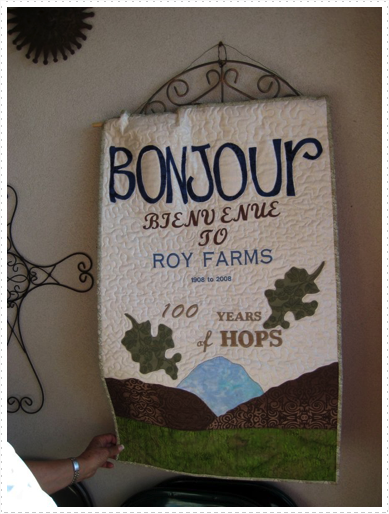 BONJOUr
BIENVENUE
TO
ROY FARMS
1908 to 2008
100 YEARS
of HOPS